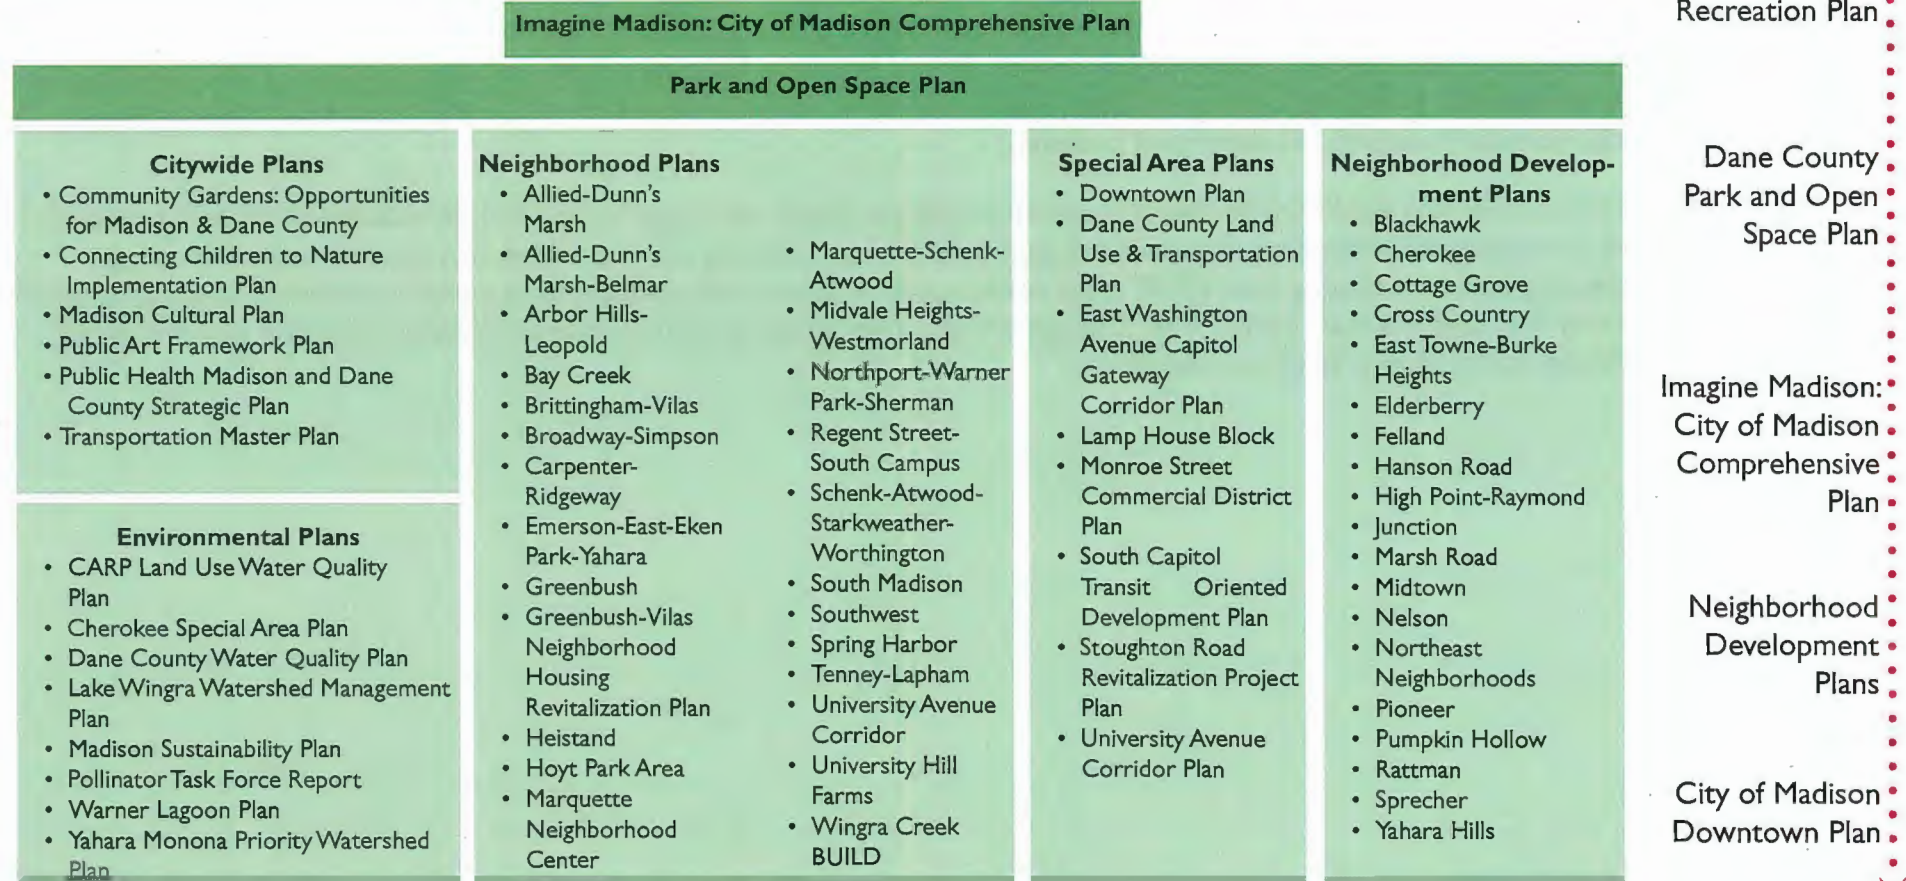 Imagine Madison: City of Madison Comprehensive Plan
Park and Open Space Plan
Citywide Plans
• Community Gardens: Opportunities
for Madison & Dane County
• Connecting Children to Nature
Implementation Plan
• Madison Cultural Plan
• Public Art Framework Plan
• Public Health Madison and Dane
County Strategic Plan
• Transportation Master Plan
Environmental Plans
• CARP Land Use Water Quality
Plan
• Cherokee Special Area Plan
• Dane County Water Quality Plan
• Lake Wingra Watershed Management
Plan
• Madison Sustainability Plan
• Pollinator Task Force Report
• Warner Lagoon Plan
• Yahara Monona Priority Watershed
Plan
Neighborhood Plans
• Allied-Dunn's
Marsh
• Allied-Dunn's
Marsh-Belmar
• Arbor Hills-
Leopold
• Bay Creek
• Brittingham-Vilas
• Broadway-Simpson
• Carpenter-
Ridgeway
• Emerson-East-Eken
Park-Yahara
• Greenbush
• Greenbush-Vilas
Neighborhood
Housing
Revitalization Plan
• Heistand
• Hoyt Park Area
• Marquette
Neighborhood
Center
• Marquette-Schenk-
Atwood
• Midvale Heights-
Westmorland
• Northport-Warner
Park-Sherman
• Regent Street-
South Campus
• Schenk-Atwood-
Starkweather-
Worthington
• South Madison
• Southwest
• Spring Harbor
• Tenney-Lapham
• University Avenue
Corridor
• University Hill
Farms
• Wingra Creek
BUILD
Special Area Plans
• Downtown Plan
• Dane County Land
Use & Transportation
Plan
• East Washington
Avenue Capitol
Gateway
Corridor Plan
• Lamp House Block
• Monroe Street
Commercial District
Plan
• South Capitol
Transit Oriented
Development Plan
• Stoughton Road
Revitalization Project
Plan
• University Avenue
Corridor Plan
Neighborhood Develop-
ment Plans
• Blackhawk
• Cherokee
• Cottage Grove
• Cross Country
• East Towne-Burke
Heights
• Elderberry
• Felland
• Hanson Road
• High Point-Raymond
• Junction
• Marsh Road
• Midtown
• Nelson
• Northeast
Neighborhoods
• Pioneer
• Pumpkin Hollow
• Rattman
• Sprecher
• Yahara Hills
Recreation Plan
Dane County
Park and Open
Space Plan
Imagine Madison:
City of Madison
Comprehensive
Plan
Neighborhood
Development
Plans
City of Madison
Downtown Plan